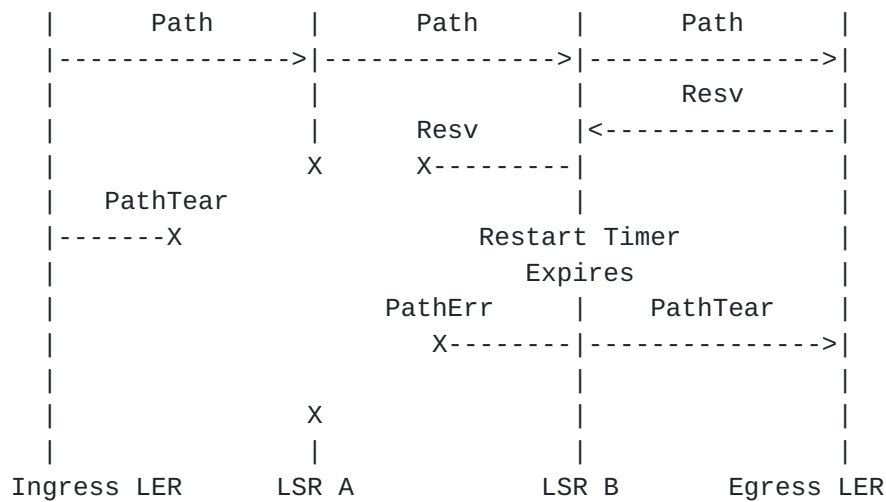 |      Path      |      Path      |      Path      |
|--------------->|--------------->|--------------->|
|                |                |      Resv      |
|                |      Resv      |<---------------|
|                X      X---------|                |
|   PathTear                      |                |
|-------X                   Restart Timer          |
|                              Expires             |
|                    PathErr      |    PathTear    |
|                       X---------|--------------->|
|                                 |                |
|                X                |                |
|                |                |                |
Ingress LER    LSR A            LSR B      Egress LER